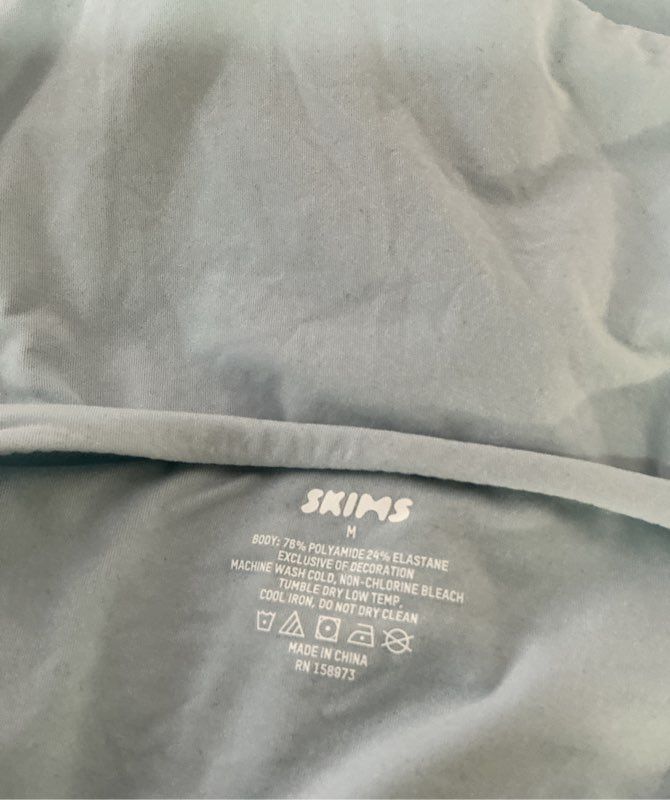 SKIMS
M
BODY: 78% POLYAMIDE 24% ELASTANE
EXCLUSIVE OF DECORATION
MACHINE WASH COLD, NON-CHLORINE BLEACH
TUMBLE DRY LOW TEMP,
COOL IRON, DO NOT DRY CLEAN
MADE IN CHINA
RN 158973